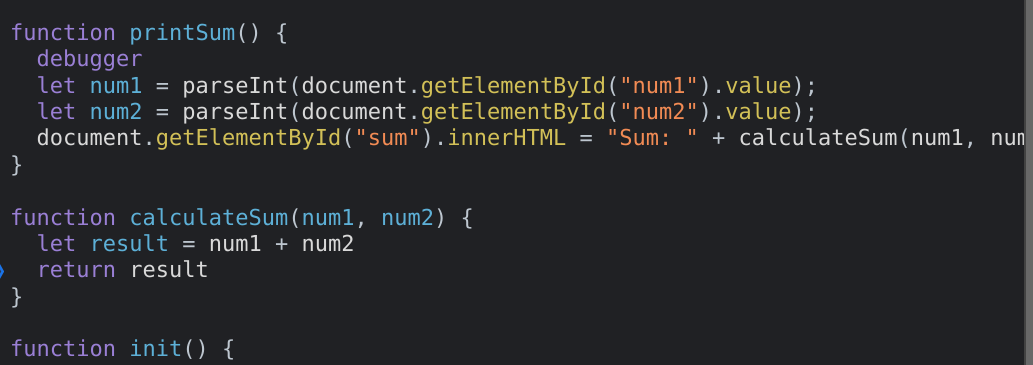 function printSum() {
  debugger
  let num1 = parseInt(document.getElementById("num1").value);
  let num2 = parseInt(document.getElementById("num2").value);
  document.getElementById("sum").innerHTML = "Sum: " + calculateSum(num1, num
}
function calculateSum(num1, num2) {
  let result = num1 + num2
  return result
}
function init() {